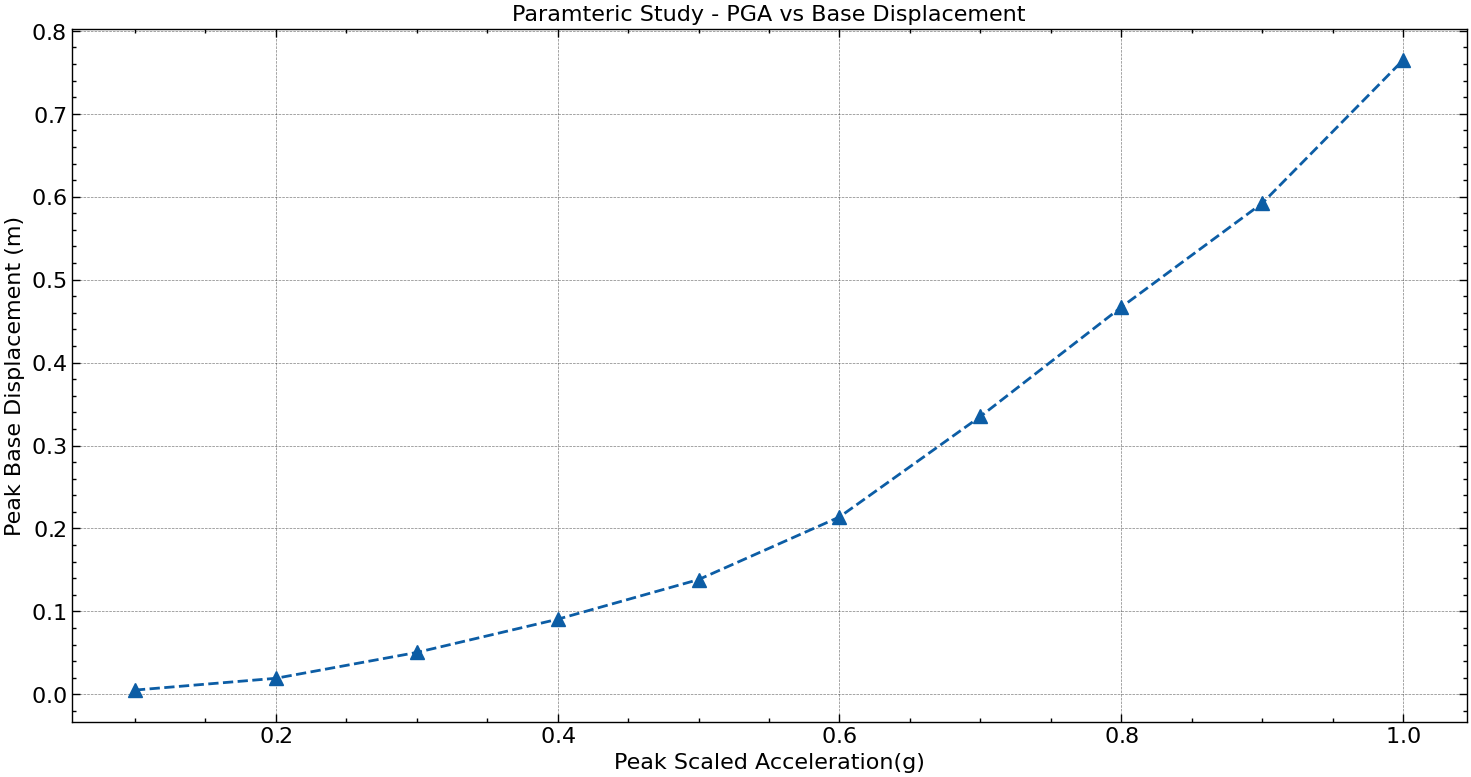 Paramteric Study - PGA vs Base Displacement
Peak Base Displacement (m)
0.8
0.7
0.6
0.5
0.4
0.3
0.2
0.1
0.0
0.2 0.4 0.6 0.8 1.0
Peak Scaled Acceleration(g)